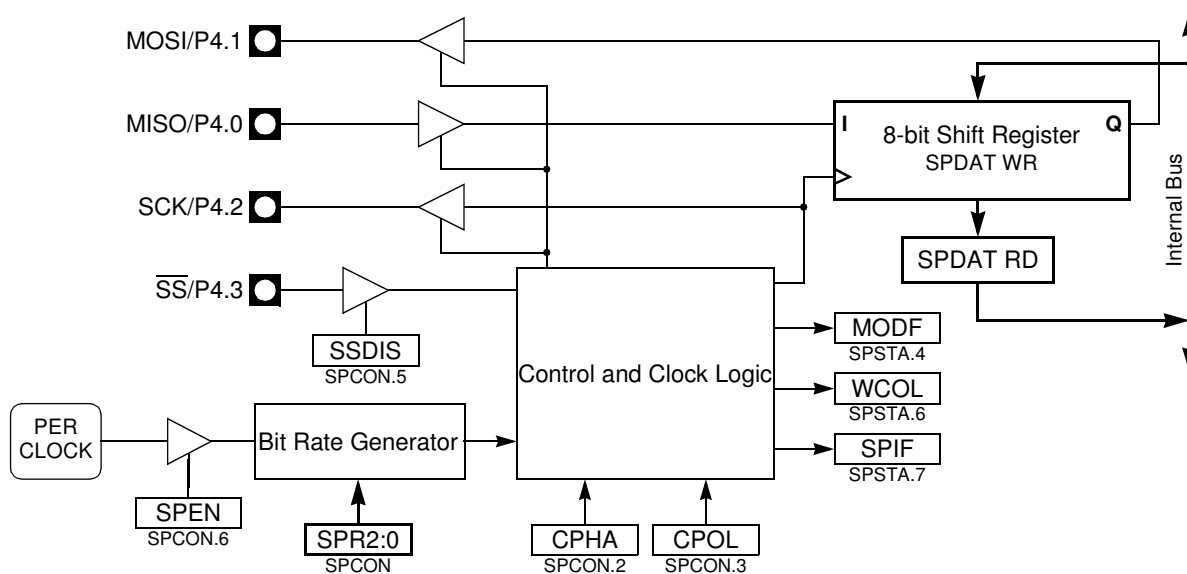 MOSI/P4.1
MISO/P4.0
I
8-bit Shift Register
Q
SPDAT WR
SCK/P4.2
Internal Bus
SPDAT RD
S̅S̅/P4.3
MODF
SPSTA.4
SSDIS
SPCON.5
Control and Clock Logic
WCOL
SPSTA.6
PER
CLOCK
Bit Rate Generator
SPIF
SPSTA.7
SPEN
SPCON.6
SPR2:0
SPCON
CPHA
SPCON.2
CPOL
SPCON.3